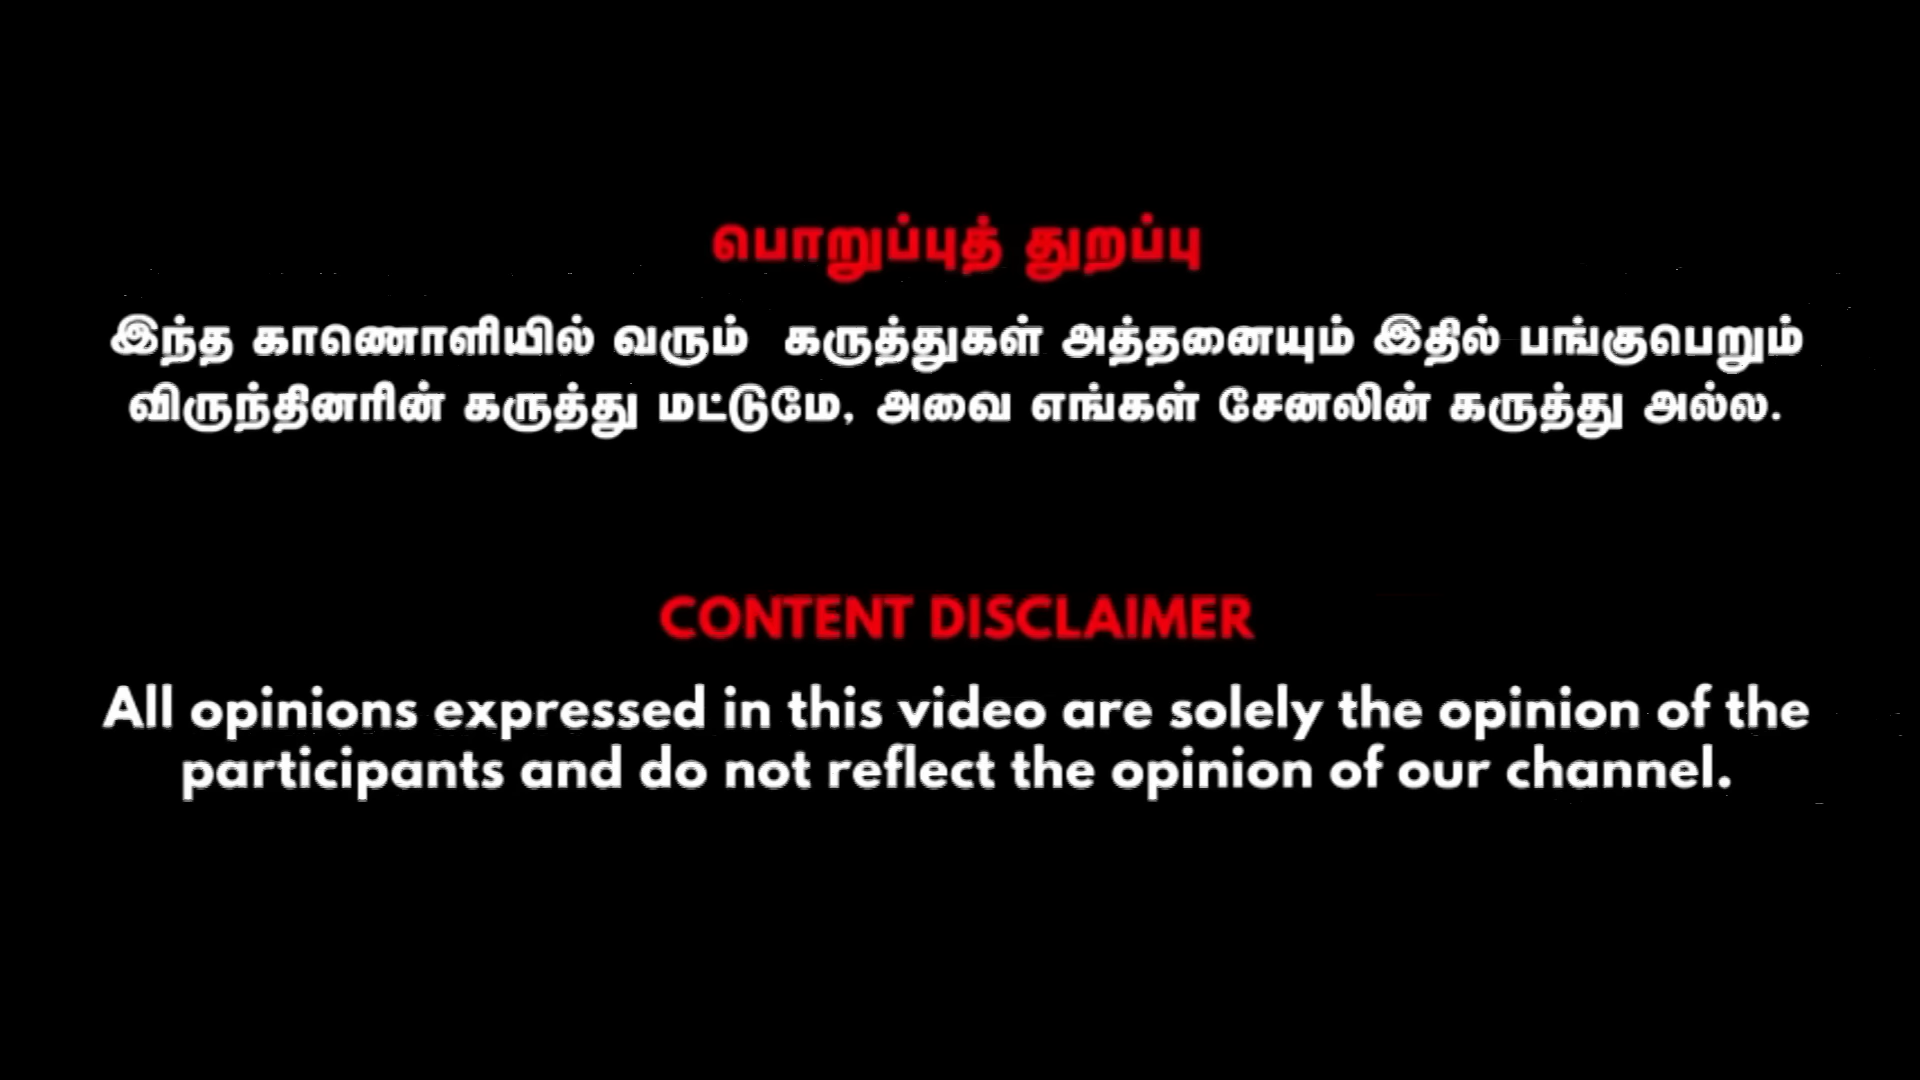 பொறுப்புத் துறப்பு
இந்த காணொளியில் வரும் கருத்துகள் அத்தனையும் இதில் பங்குபெறும்
விருந்தினரின் கருத்து மட்டுமே, அவை எங்கள் சேனலின் கருத்து அல்ல.
CONTENT DISCLAIMER
All opinions expressed in this video are solely the opinion of the
participants and do not reflect the opinion of our channel.